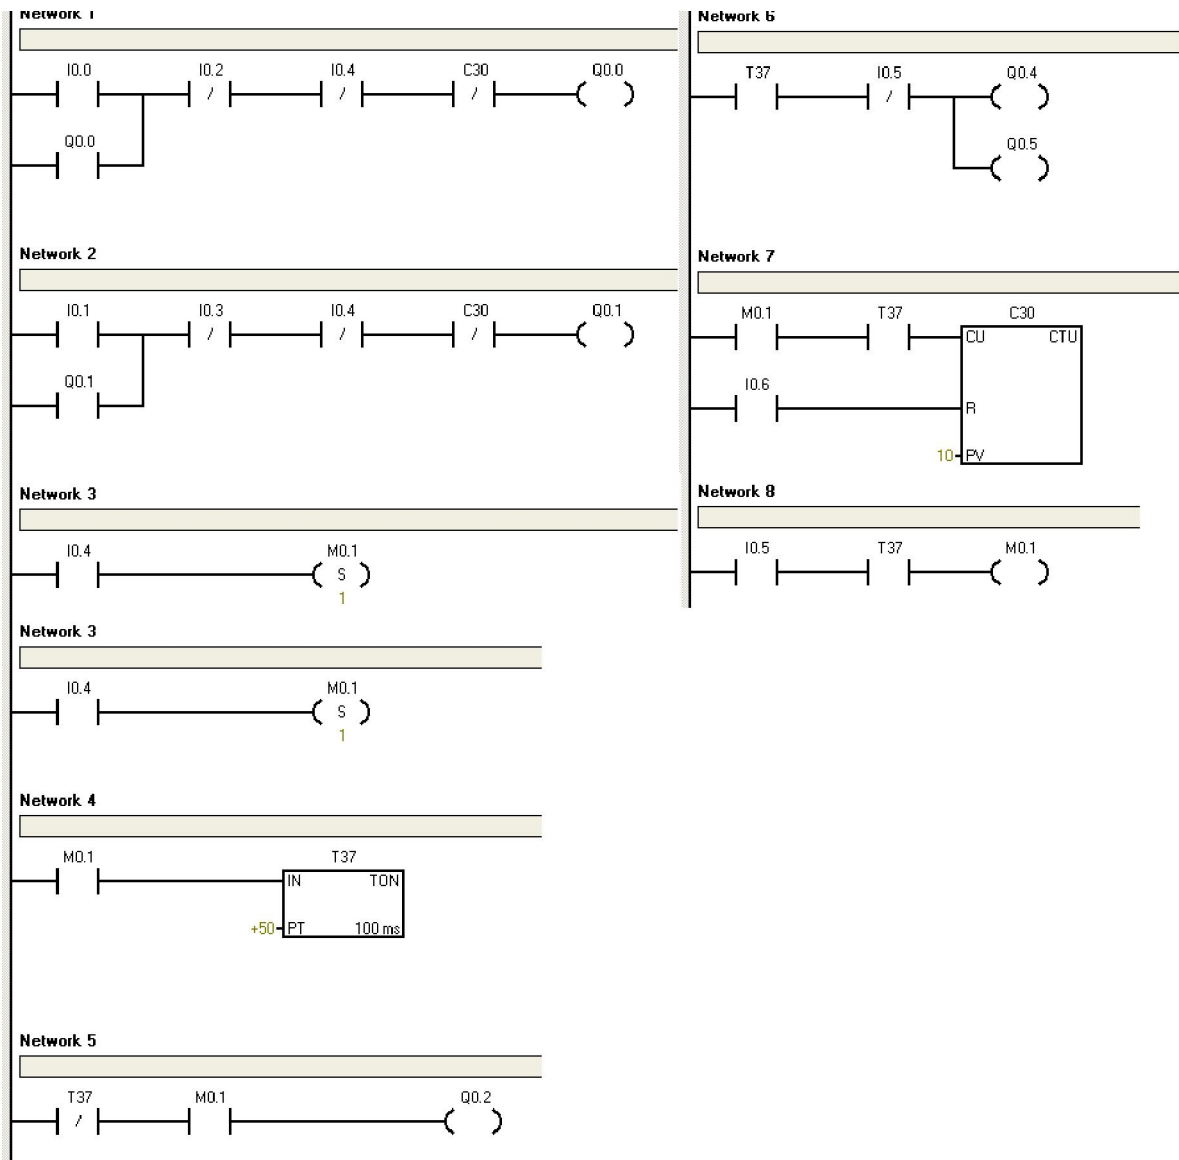 Network 1
I0.0 I0.2 I0.4 C30 Q0.0
/ / /
Q0.0
Network 2
I0.1 I0.3 I0.4 C30 Q0.1
/ / /
Q0.1
Network 3
I0.4 M0.1
S
1
Network 3
I0.4 M0.1
S
1
Network 4
M0.1 T37
IN TON
+50 PT 100 ms
Network 5
T37 M0.1 Q0.2
/
Network 6
T37 I0.5 Q0.4
/
Q0.5
Network 7
M0.1 T37 C30
CU CTU
I0.6
R
10 PV
Network 8
I0.5 T37 M0.1